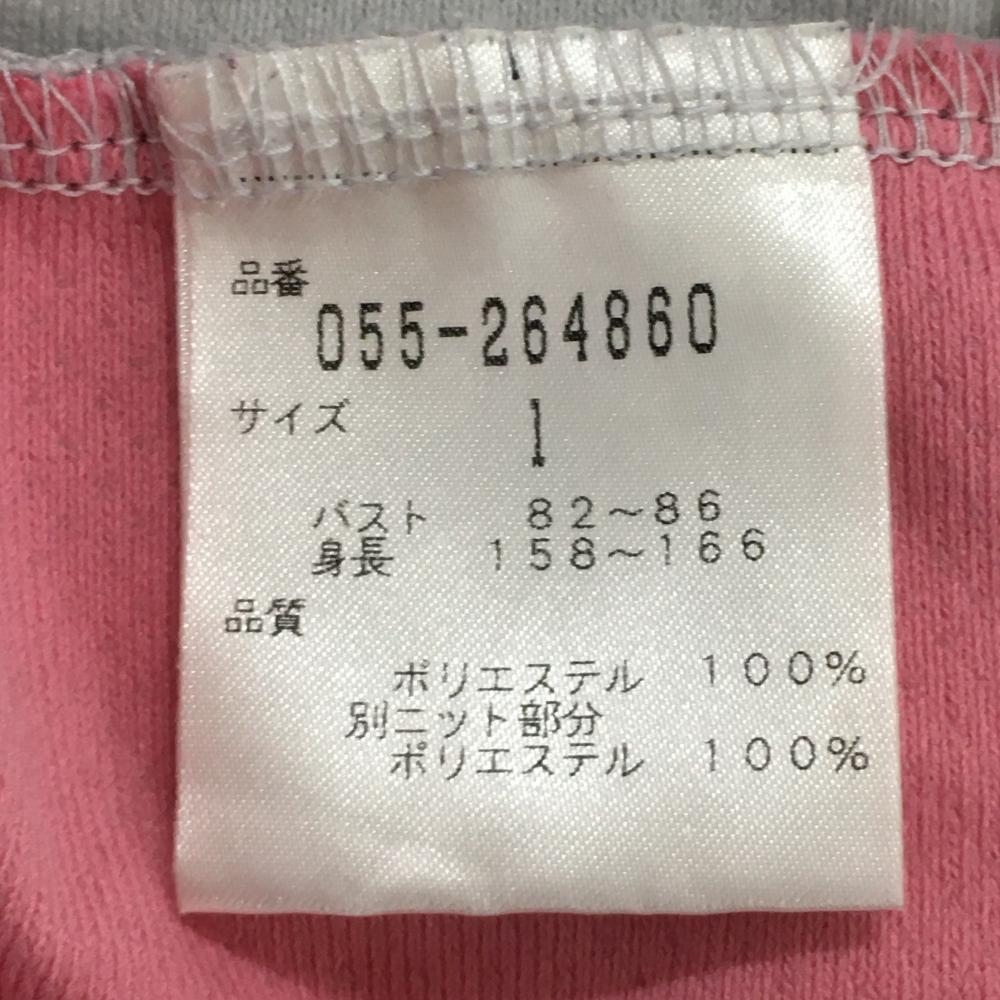 品番
055-264860
サイズ 1
バスト 82～86
身長 158～166
品質
ポリエステル 100%
別ニット部分
ポリエステル 100%